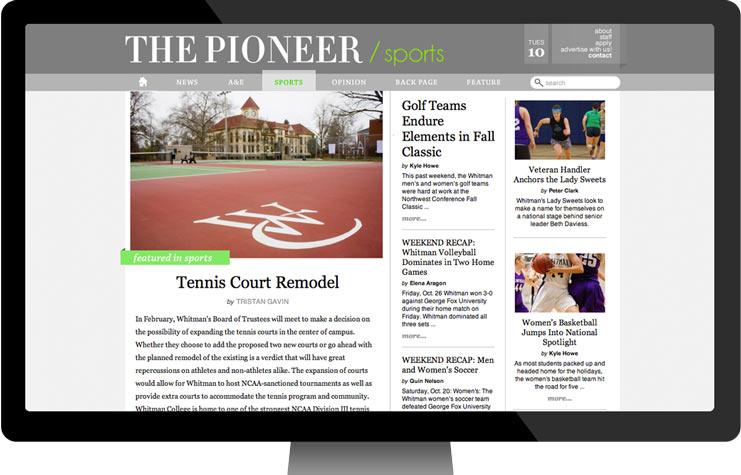 THE PIONEER / sports
TUES
10
about
staff
apply
advertise with us!
contact
NEWS
A&E
SPORTS
OPINION
BACK PAGE
FEATURE
search
WC
featured in sports
Tennis Court Remodel
by TRISTAN GAVIN
In February, Whitman's Board of Trustees will meet to make a decision on
the possibility of expanding the tennis courts in the center of campus.
Whether they choose to add the proposed two new courts or go ahead with
the planned remodel of the existing is a verdict that will have great
repercussions on athletes and non-athletes alike. The expansion of courts
would allow for Whitman to host NCAA-sanctioned tournaments as well as
provide extra courts to accommodate the tennis program and community.
Whitman College is home to one of the strongest NCAA Division III tennis
Golf Teams
Endure
Elements in Fall
Classic
by Kyle Howe
This past weekend, the Whitman
men's and women's golf teams
were hard at work at the
Northwest Conference Fall
Classic ...
more...
WEEKEND RECAP:
Whitman Volleyball
Dominates in Two Home
Games
by Elena Aragon
Friday, Oct. 26 Whitman won 3-0
against George Fox University
during their home match on
Friday. Whitman dominated all
three sets ...
more...
WEEKEND RECAP: Men
and Women's Soccer
by Quin Nelson
Saturday, Oct. 20: Women's: The
Whitman women's soccer team
defeated George Fox University
Veteran Handler
Anchors the Lady Sweets
by Peter Clark
Whitman's Lady Sweets look to
make a name for themselves on
a national stage behind senior
leader Beth Daviess.
WHITMAN
Women's Basketball
Jumps Into National
Spotlight
by Kyle Howe
As most students packed up and
headed home for the holidays,
the women's basketball team hit
the road for five ...
more...